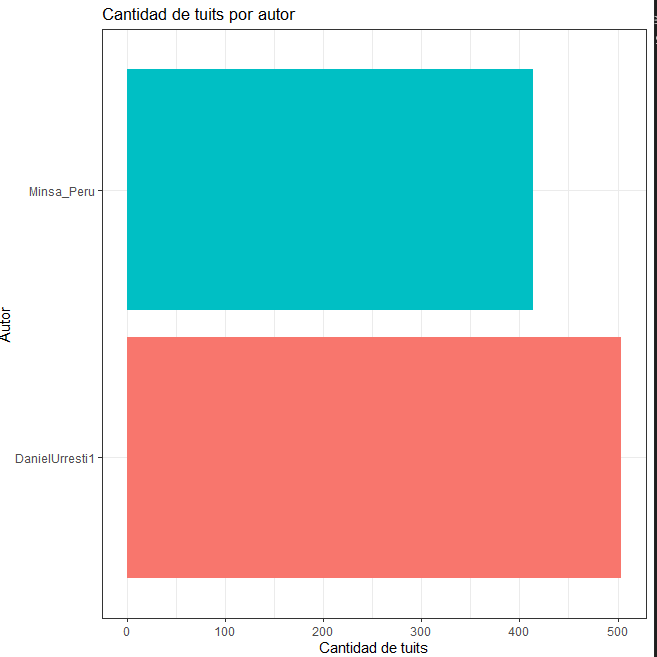 Cantidad de tuits por autor
Autor
Minsa_Peru
DanielUrresti1
0 100 200 300 400 500
Cantidad de tuits